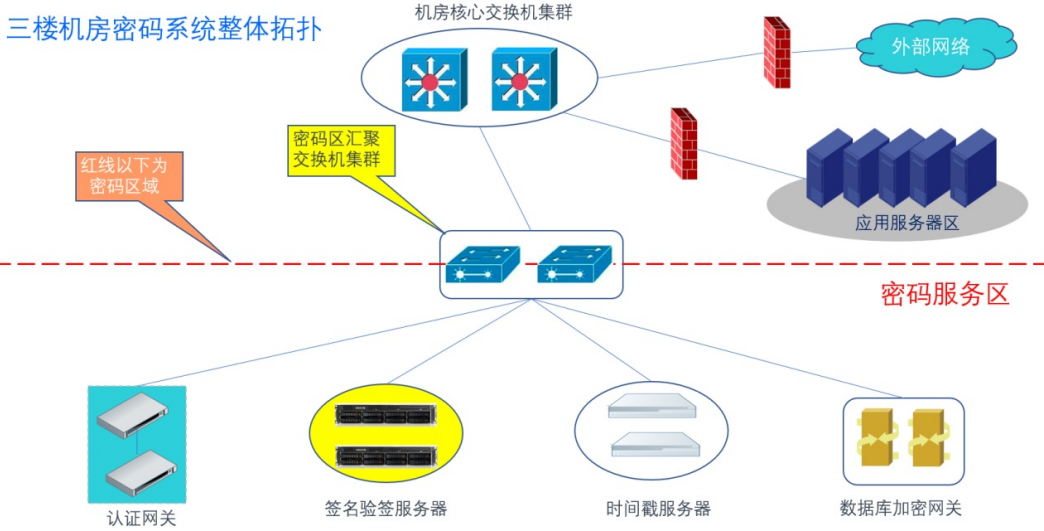 三楼机房密码系统整体拓扑
机房核心交换机集群
外部网络
密码区汇聚
交换机集群
红线以下为
密码区域
应用服务器区
密码服务区
认证网关
签名验签服务器
时间戳服务器
数据库加密网关